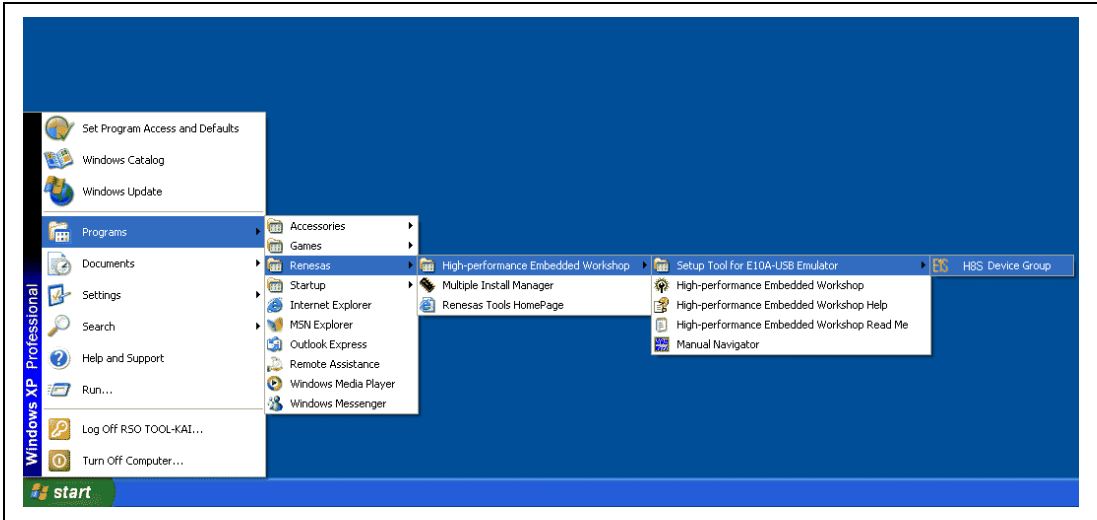 Set Program Access and Defaults
Windows Catalog
Windows Update
Programs
Documents
Settings
Search
Help and Support
Run...
Log Off RSO TOOL-KAI...
Turn Off Computer...
Windows XP Professional
Accessories
Games
Renesas
Startup
Internet Explorer
MSN Explorer
Outlook Express
Remote Assistance
Windows Media Player
Windows Messenger
High-performance Embedded Workshop
Multiple Install Manager
Renesas Tools HomePage
Setup Tool for E10A-USB Emulator
High-performance Embedded Workshop
High-performance Embedded Workshop Help
High-performance Embedded Workshop Read Me
Manual Navigator
H8S Device Group
start